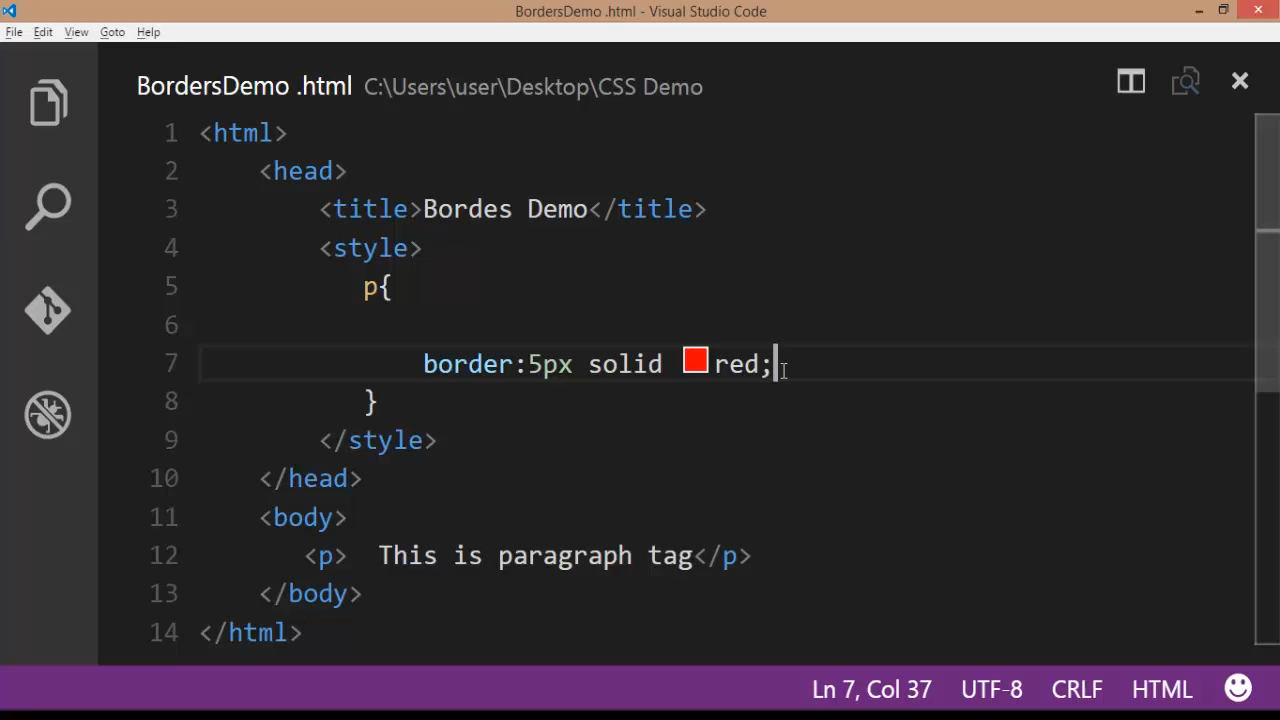 BordersDemo .html - Visual Studio Code
File Edit View Goto Help
BordersDemo .html C:\Users\user\Desktop\CSS Demo
1 <html>
2 <head>
3 <title>Bordes Demo</title>
4 <style>
5 p{
6
7 border:5px solid red;
8 }
9 </style>
10 </head>
11 <body>
12 <p>  This is paragraph tag</p>
13 </body>
14 </html>
Ln 7, Col 37 UTF-8 CRLF HTML